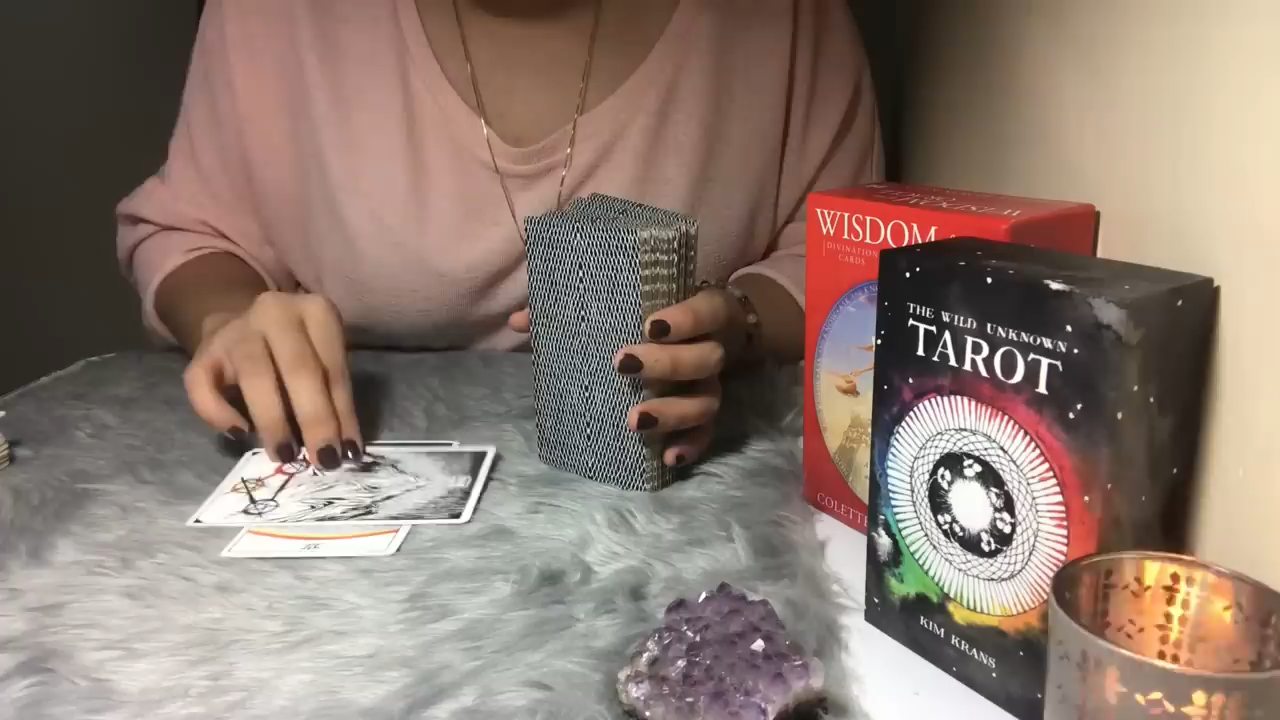 WISDOM
DIVINATION
CARDS
COLETTE
THE WILD UNKNOWN
TAROT
KIM KRANS